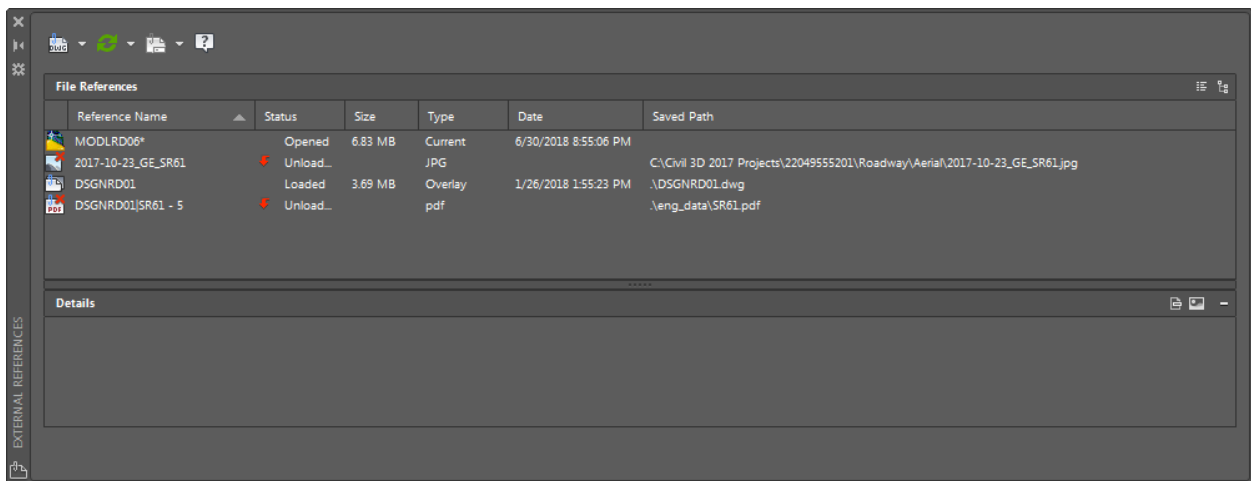 DWG
?
File References
Reference Name Status Size Type Date Saved Path
MODLRD06* Opened 6.83 MB Current 6/30/2018 8:55:06 PM
2017-10-23_GE_SR61 Unload... JPG C:\Civil 3D 2017 Projects\22049555201\Roadway\Aerial\2017-10-23_GE_SR61.jpg
DSGNRD01 Loaded 3.69 MB Overlay 1/26/2018 1:55:23 PM .\DSGNRD01.dwg
PDF DSGNRD01|SR61 - 5 Unload... pdf .\eng_data\SR61.pdf
Details
EXTERNAL REFERENCES